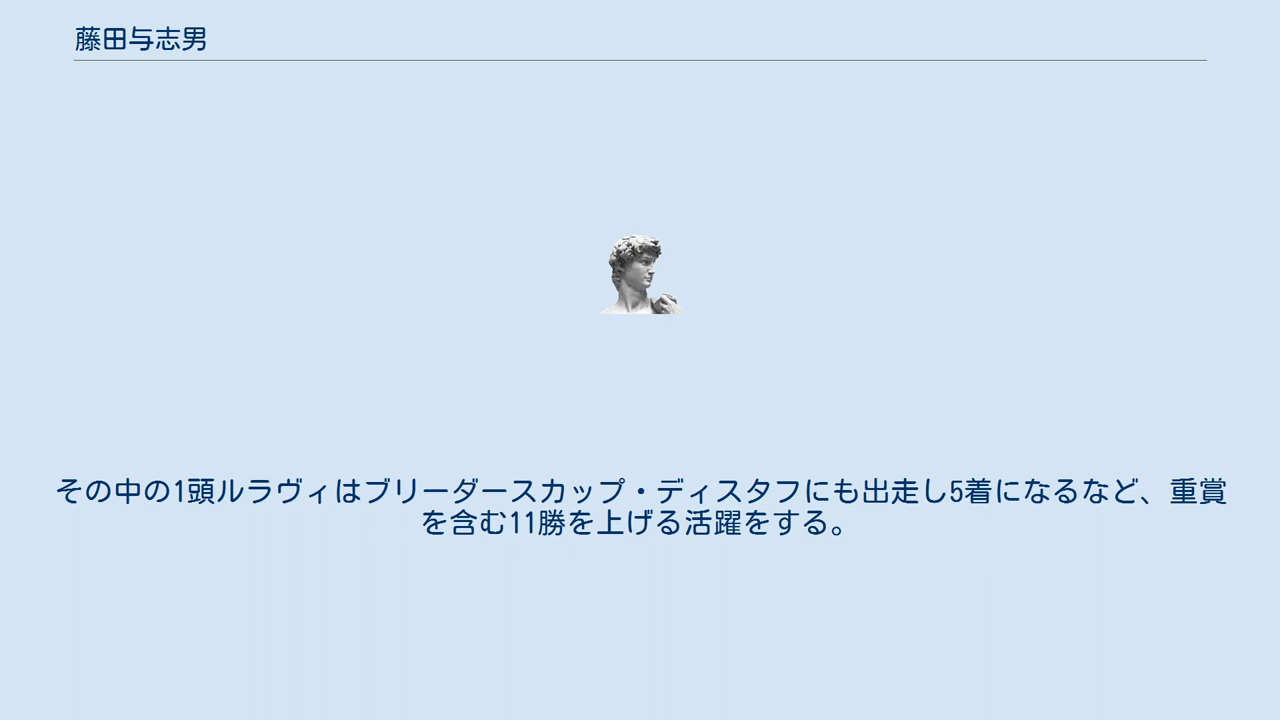 藤田与志男
その中の1頭ルラヴィはブリーダースカップ・ディスタフにも出走し5着になるなど、重賞
を含む11勝を上げる活躍をする。